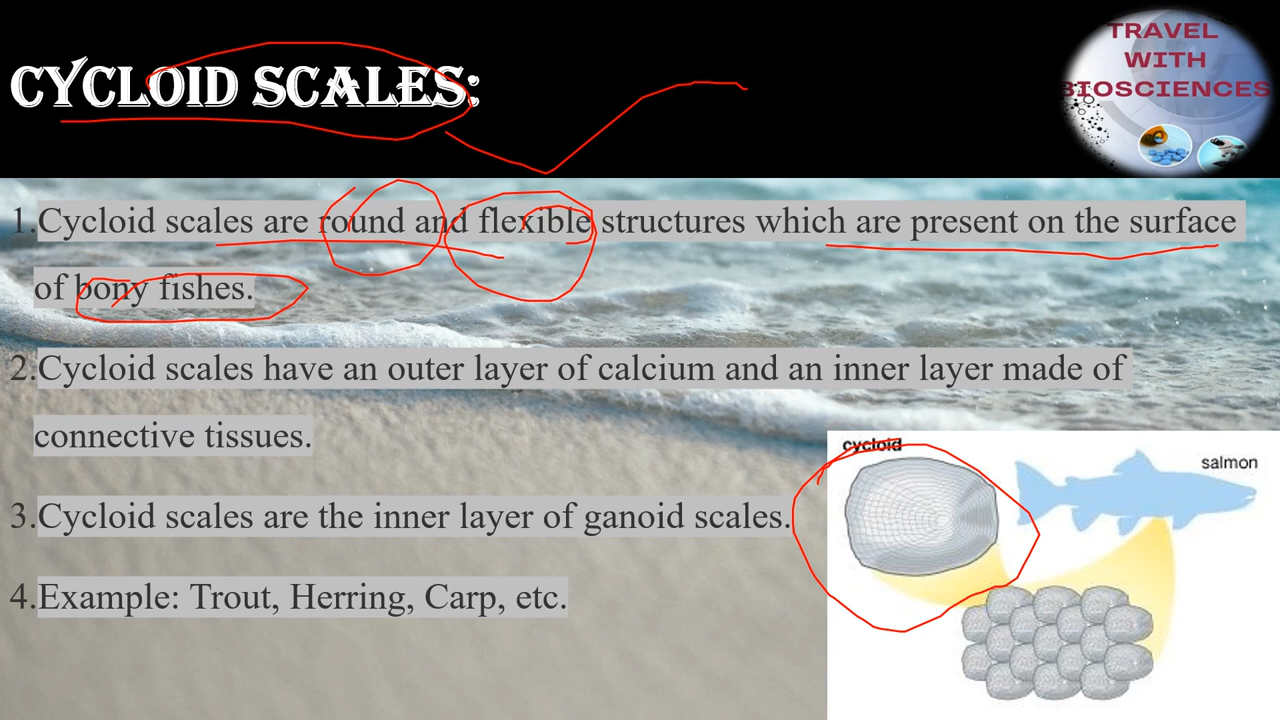 CYCLOID SCALES:
TRAVEL
WITH
BIOSCIENCES
1.Cycloid scales are round and flexible structures which are present on the surface
of bony fishes.
2.Cycloid scales have an outer layer of calcium and an inner layer made of
connective tissues.
3.Cycloid scales are the inner layer of ganoid scales.
4.Example: Trout, Herring, Carp, etc.
cycloid
salmon